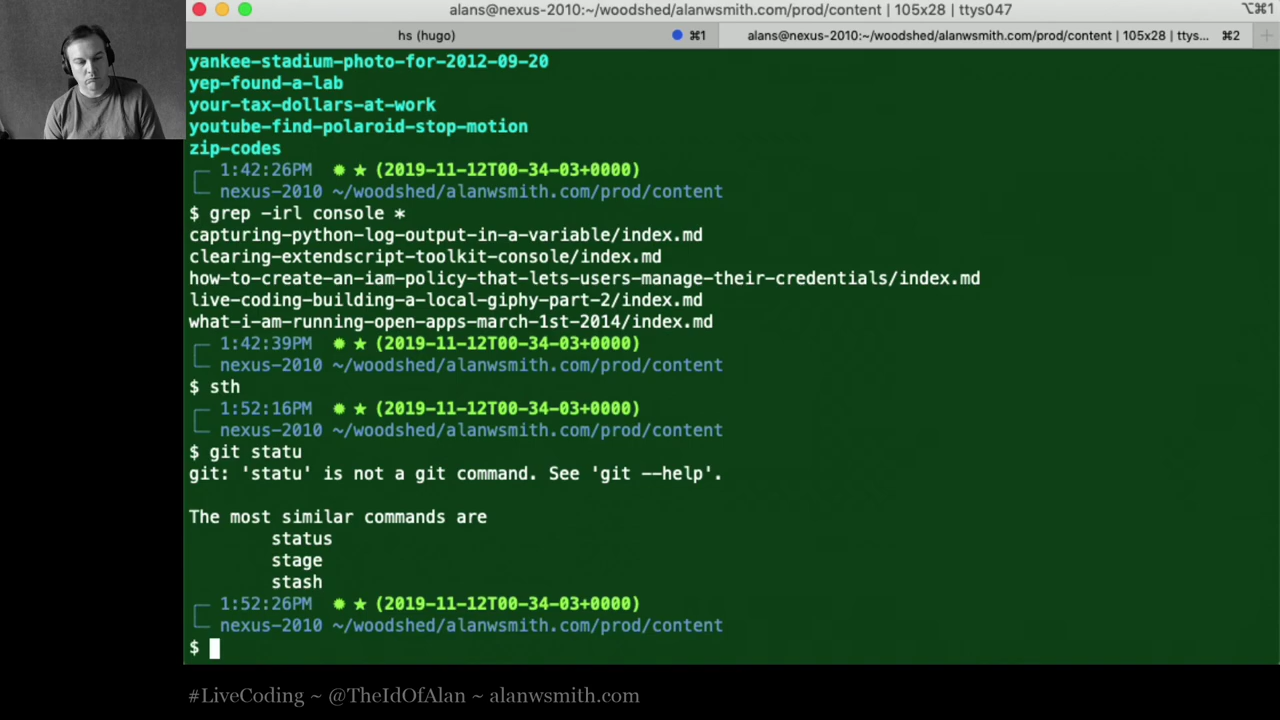 alans@nexus-2010:~/woodshed/alanwsmith.com/prod/content | 105x28 | ttys047
⌥⌘1
hs (hugo)
⌘1
alans@nexus-2010:~/woodshed/alanwsmith.com/prod/content | 105x28 | ttys...
⌘2
yankee-stadium-photo-for-2012-09-20
yep-found-a-lab
your-tax-dollars-at-work
youtube-find-polaroid-stop-motion
zip-codes
1:42:26PM ✹ ★ (2019-11-12T00-34-03+0000)
nexus-2010 ~/woodshed/alanwsmith.com/prod/content
$ grep -irl console *
capturing-python-log-output-in-a-variable/index.md
clearing-extendscript-toolkit-console/index.md
how-to-create-an-iam-policy-that-lets-users-manage-their-credentials/index.md
live-coding-building-a-local-giphy-part-2/index.md
what-i-am-running-open-apps-march-1st-2014/index.md
1:42:39PM ✹ ★ (2019-11-12T00-34-03+0000)
nexus-2010 ~/woodshed/alanwsmith.com/prod/content
$ sth
1:52:16PM ✹ ★ (2019-11-12T00-34-03+0000)
nexus-2010 ~/woodshed/alanwsmith.com/prod/content
$ git statu
git: 'statu' is not a git command. See 'git --help'.
The most similar commands are
status
stage
stash
1:52:26PM ✹ ★ (2019-11-12T00-34-03+0000)
nexus-2010 ~/woodshed/alanwsmith.com/prod/content
$
#LiveCoding ~ @TheIdOfAlan ~ alanwsmith.com